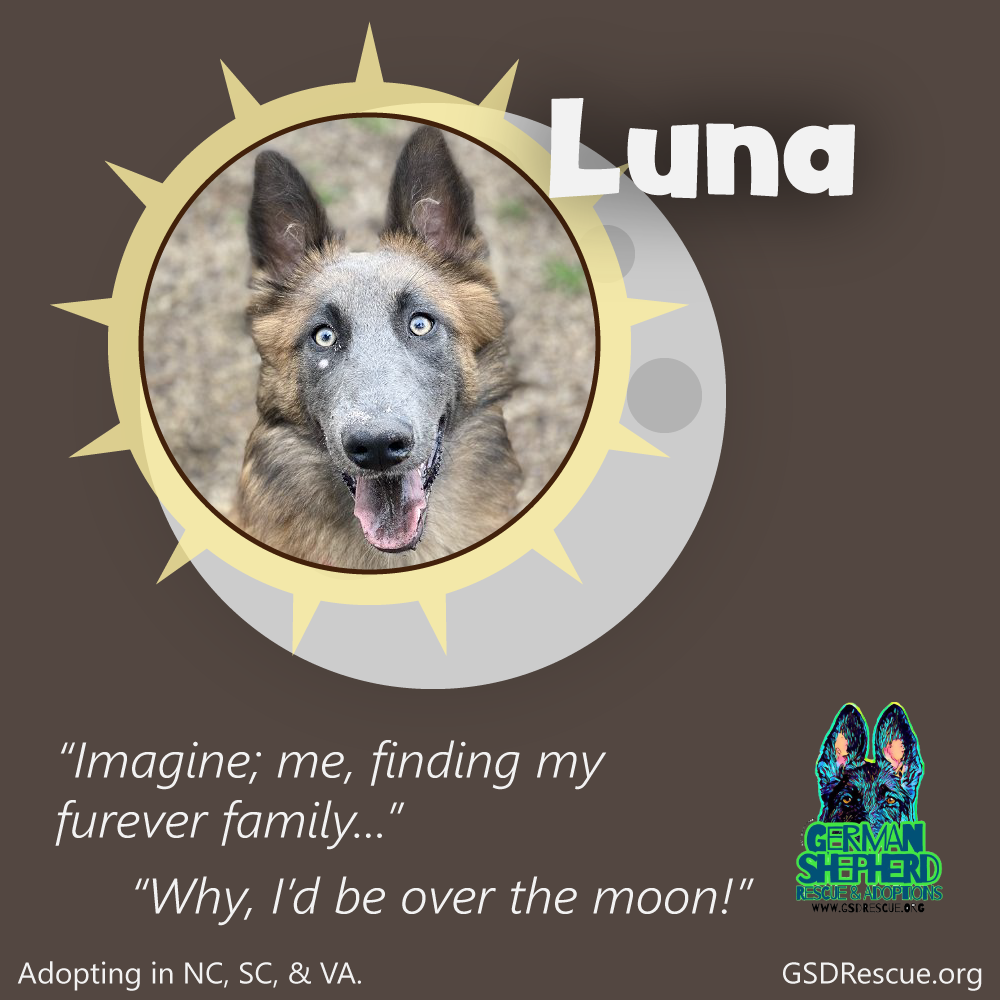 Luna
“Imagine; me, finding my
furever family...”
“Why, I’d be over the moon!”
GERMAN
SHEPHERD
RESCUE & ADOPTIONS
WWW.GSDRESCUE.ORG
Adopting in NC, SC, & VA.
GSDRescue.org